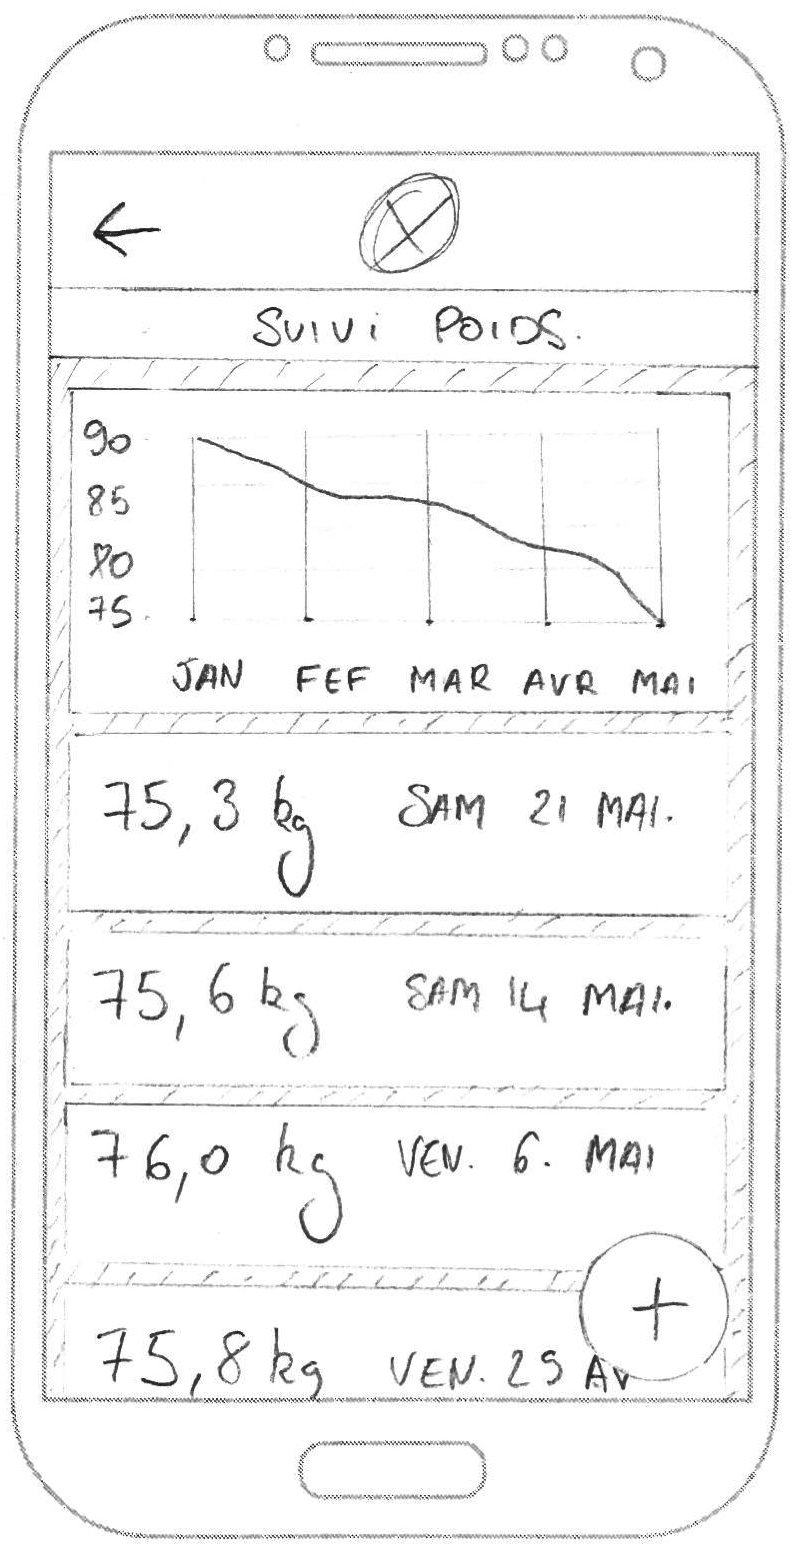 SUIVI POIDS.
90
85
80
75
JAN FEF MAR AVR MAI
75,3 kg SAM 21 MAI.
75,6 kg SAM 14 MAI.
76,0 kg VEN. 6. MAI
+
75,8 kg VEN. 29 AV